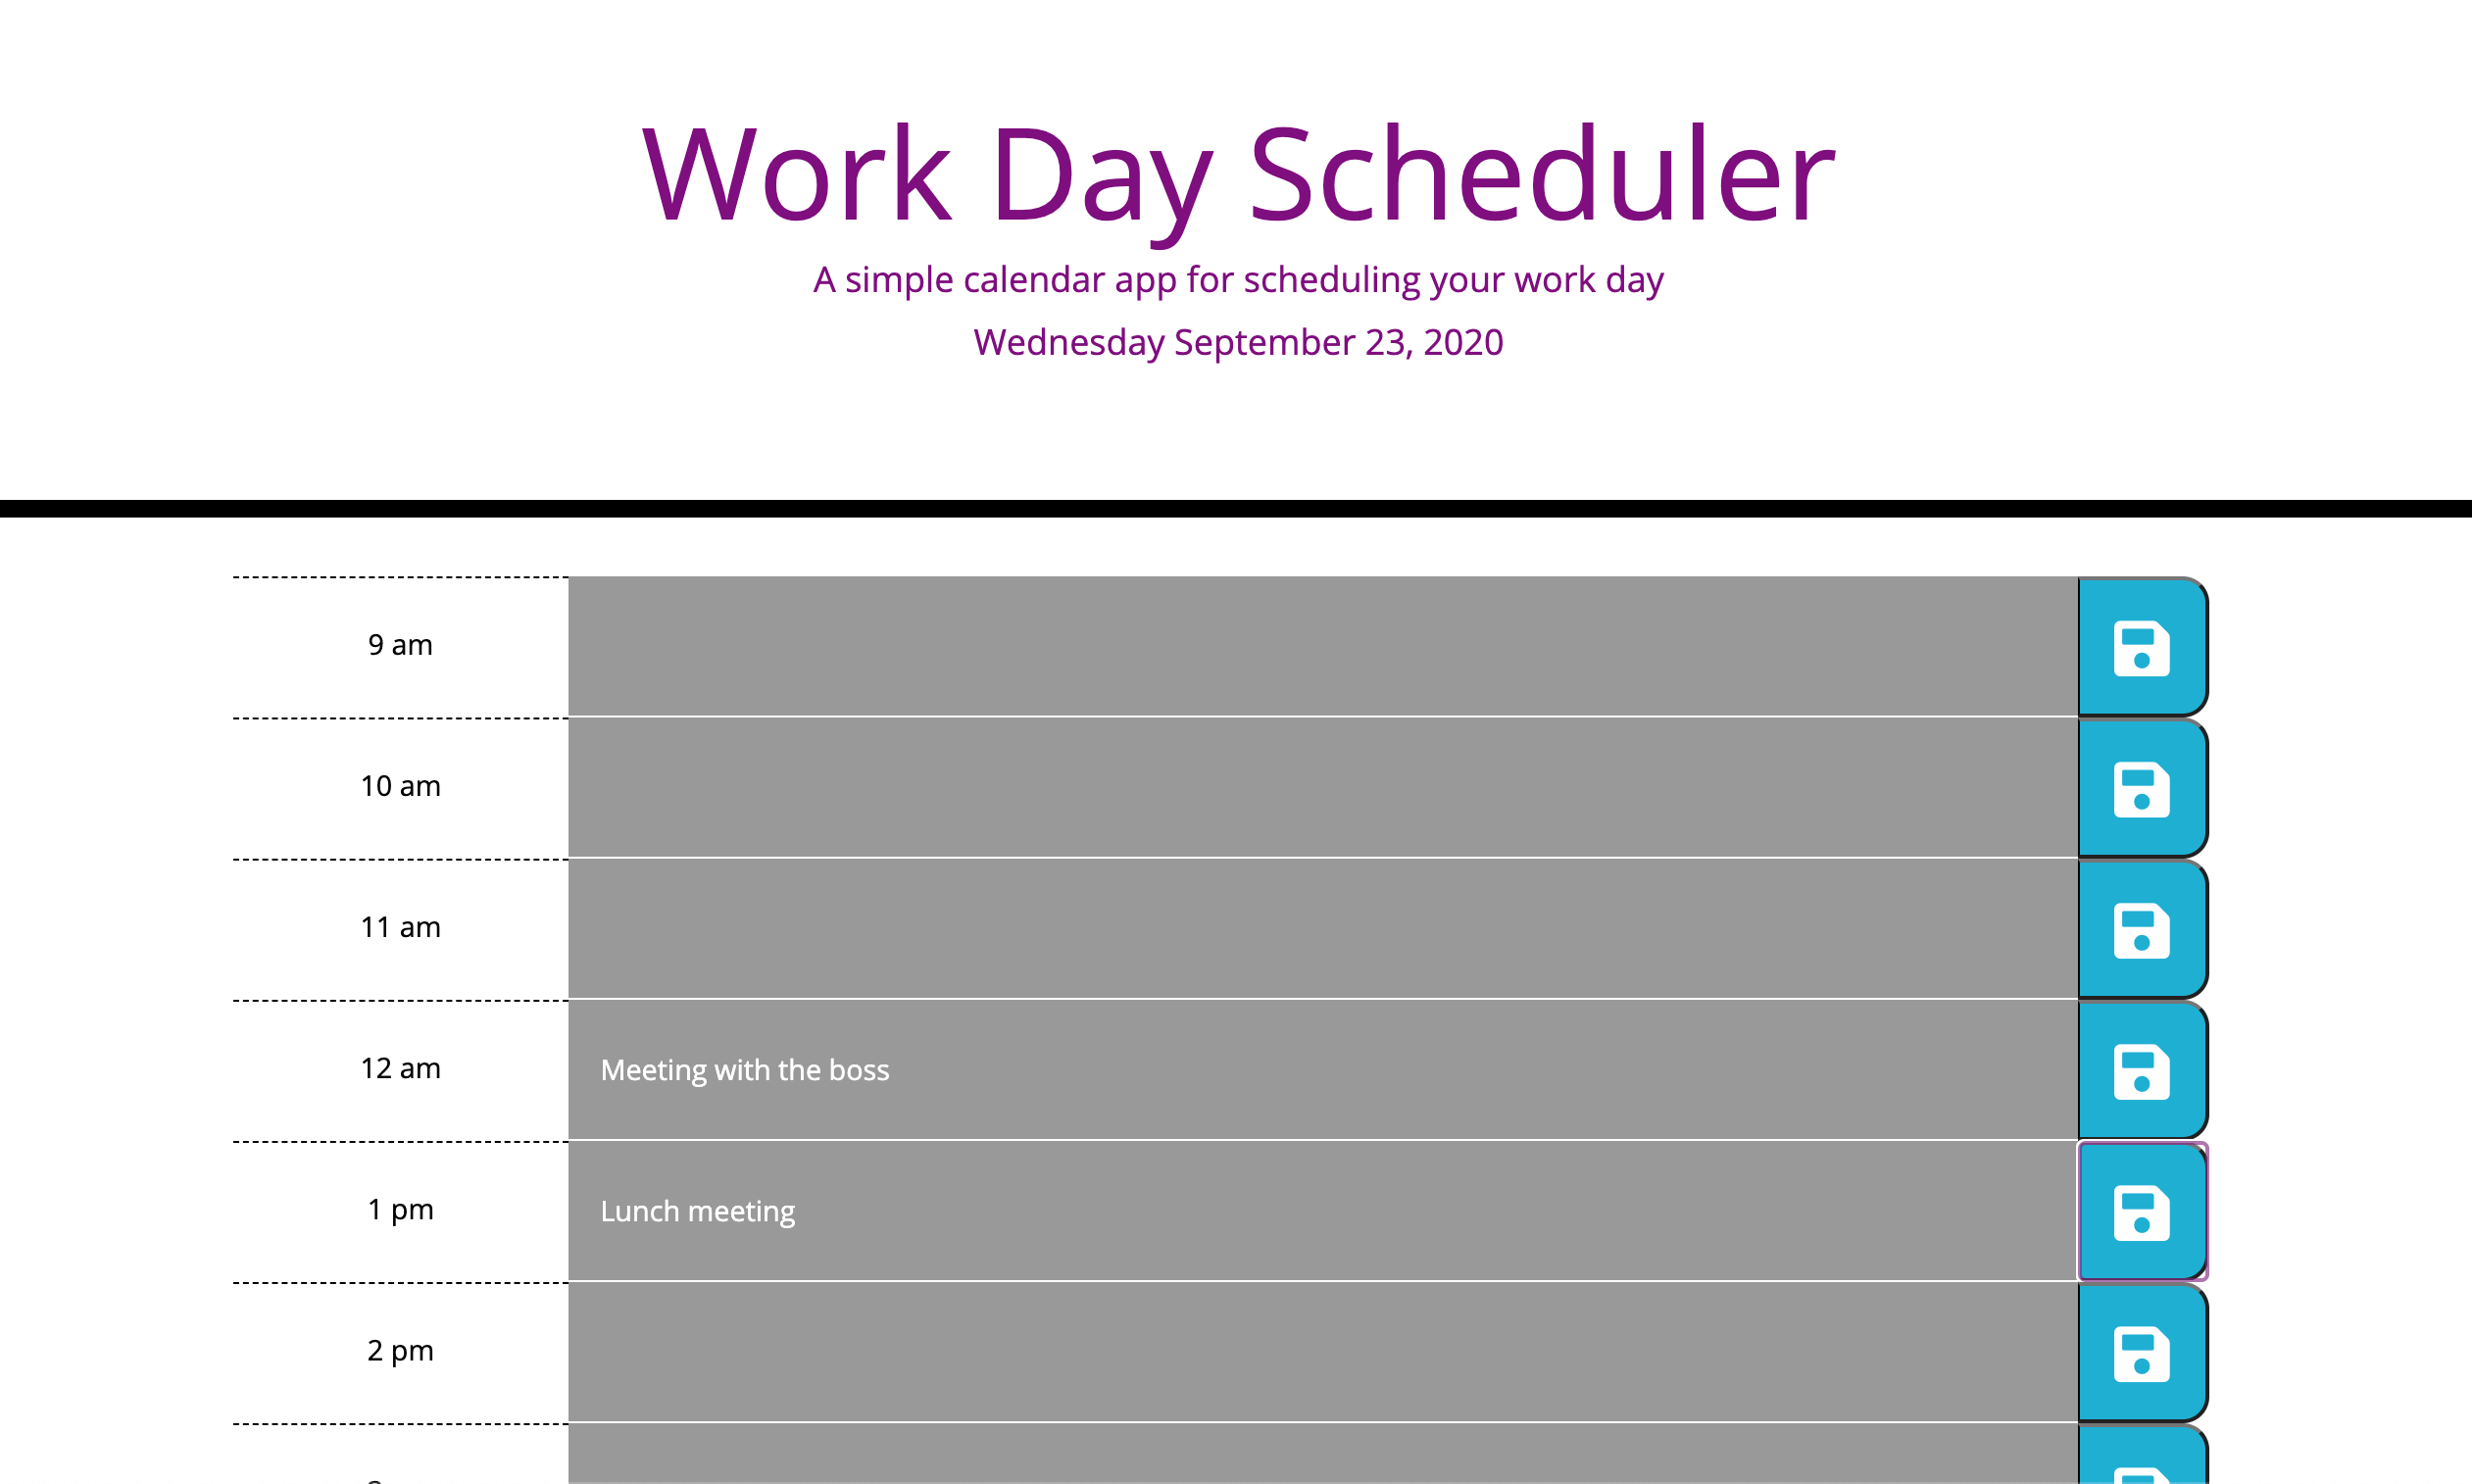 Work Day Scheduler
A simple calendar app for scheduling your work day
Wednesday September 23, 2020
9 am
10 am
11 am
12 am
Meeting with the boss
1 pm
Lunch meeting
2 pm